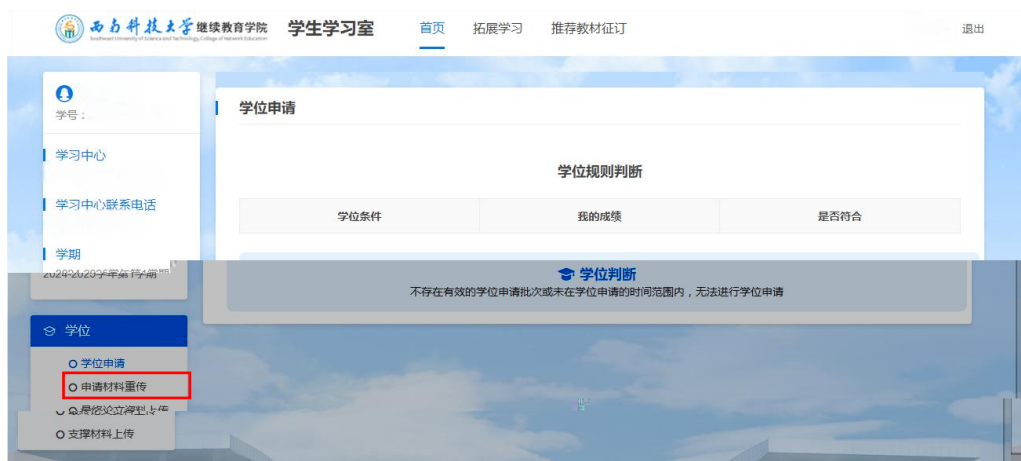 西南科技大学继续教育学院 学生学习室 首页 拓展学习 推荐教材征订 退出
Southwest University of Science and Technology, College of Network Education
学号:
学习中心
学习中心联系电话
学期
学位申请
学位规则判断
学位条件 我的成绩 是否符合
学位判断
不存在有效的学位申请批次或未在学位申请的时间范围内,无法进行学位申请
学位
学位申请
申请材料重传
支撑材料上传